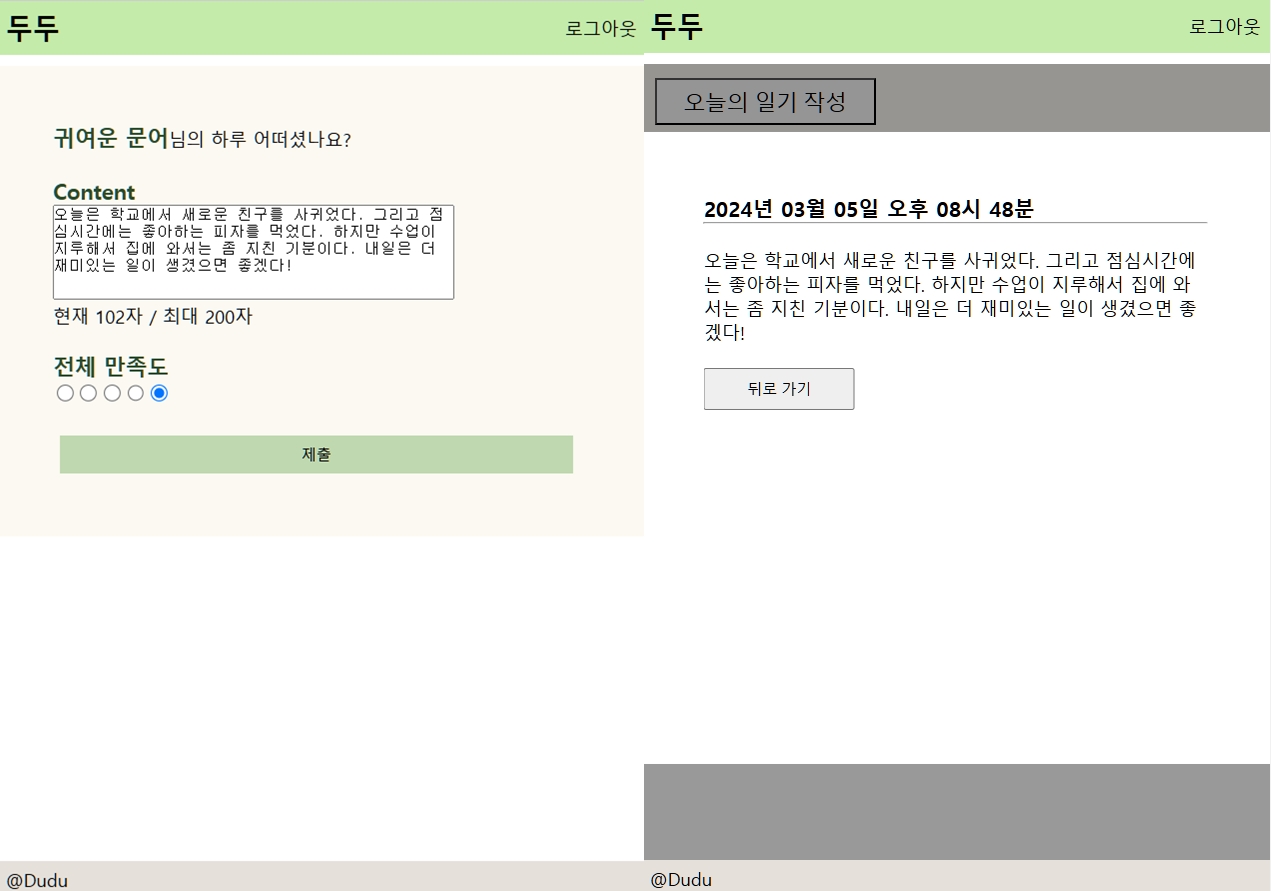 두두
로그아웃
귀여운 문어님의 하루 어떠셨나요?
Content
오늘은 학교에서 새로운 친구를 사귀었다. 그리고 점
심시간에는 좋아하는 피자를 먹었다. 하지만 수업이
지루해서 집에 와서는 좀 지친 기분이다. 내일은 더
재미있는 일이 생겼으면 좋겠다!
현재 102자 / 최대 200자
전체 만족도
제출
@Dudu
두두
로그아웃
오늘의 일기 작성
2024년 03월 05일 오후 08시 48분
오늘은 학교에서 새로운 친구를 사귀었다. 그리고 점심시간에
는 좋아하는 피자를 먹었다. 하지만 수업이 지루해서 집에 와
서는 좀 지친 기분이다. 내일은 더 재미있는 일이 생겼으면 좋
겠다!
뒤로 가기
@Dudu